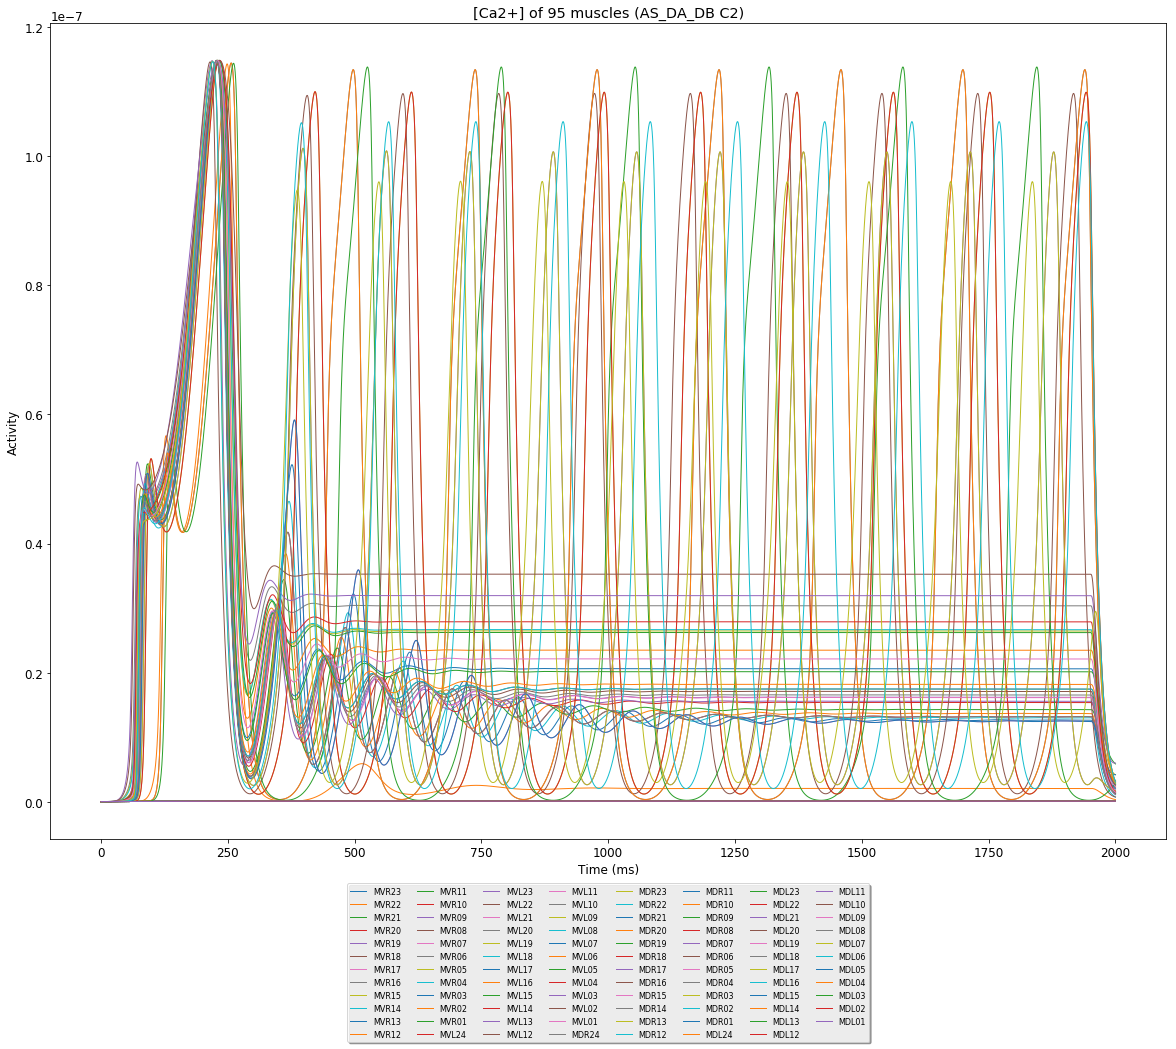 [Ca2+] of 95 muscles (AS_DA_DB C2)
1e−7
1.2
1.0
0.8
0.6
0.4
0.2
0.0
Activity
0 250 500 750 1000 1250 1500 1750 2000
Time (ms)
MVR23 MVR11 MVL23 MVL11 MDR23 MDR11 MDL23 MDL11
MVR22 MVR10 MVL22 MVL10 MDR22 MDR10 MDL22 MDL10
MVR21 MVR09 MVL21 MVL09 MDR21 MDR09 MDL21 MDL09
MVR20 MVR08 MVL20 MVL08 MDR20 MDR08 MDL20 MDL08
MVR19 MVR07 MVL19 MVL07 MDR19 MDR07 MDL19 MDL07
MVR18 MVR06 MVL18 MVL06 MDR18 MDR06 MDL18 MDL06
MVR17 MVR05 MVL17 MVL05 MDR17 MDR05 MDL17 MDL05
MVR16 MVR04 MVL16 MVL04 MDR16 MDR04 MDL16 MDL04
MVR15 MVR03 MVL15 MVL03 MDR15 MDR03 MDL15 MDL03
MVR14 MVR02 MVL14 MVL02 MDR14 MDR02 MDL14 MDL02
MVR13 MVR01 MVL13 MVL01 MDR13 MDR01 MDL13 MDL01
MVR12 MVL24 MVL12 MDR24 MDR12 MDL24 MDL12